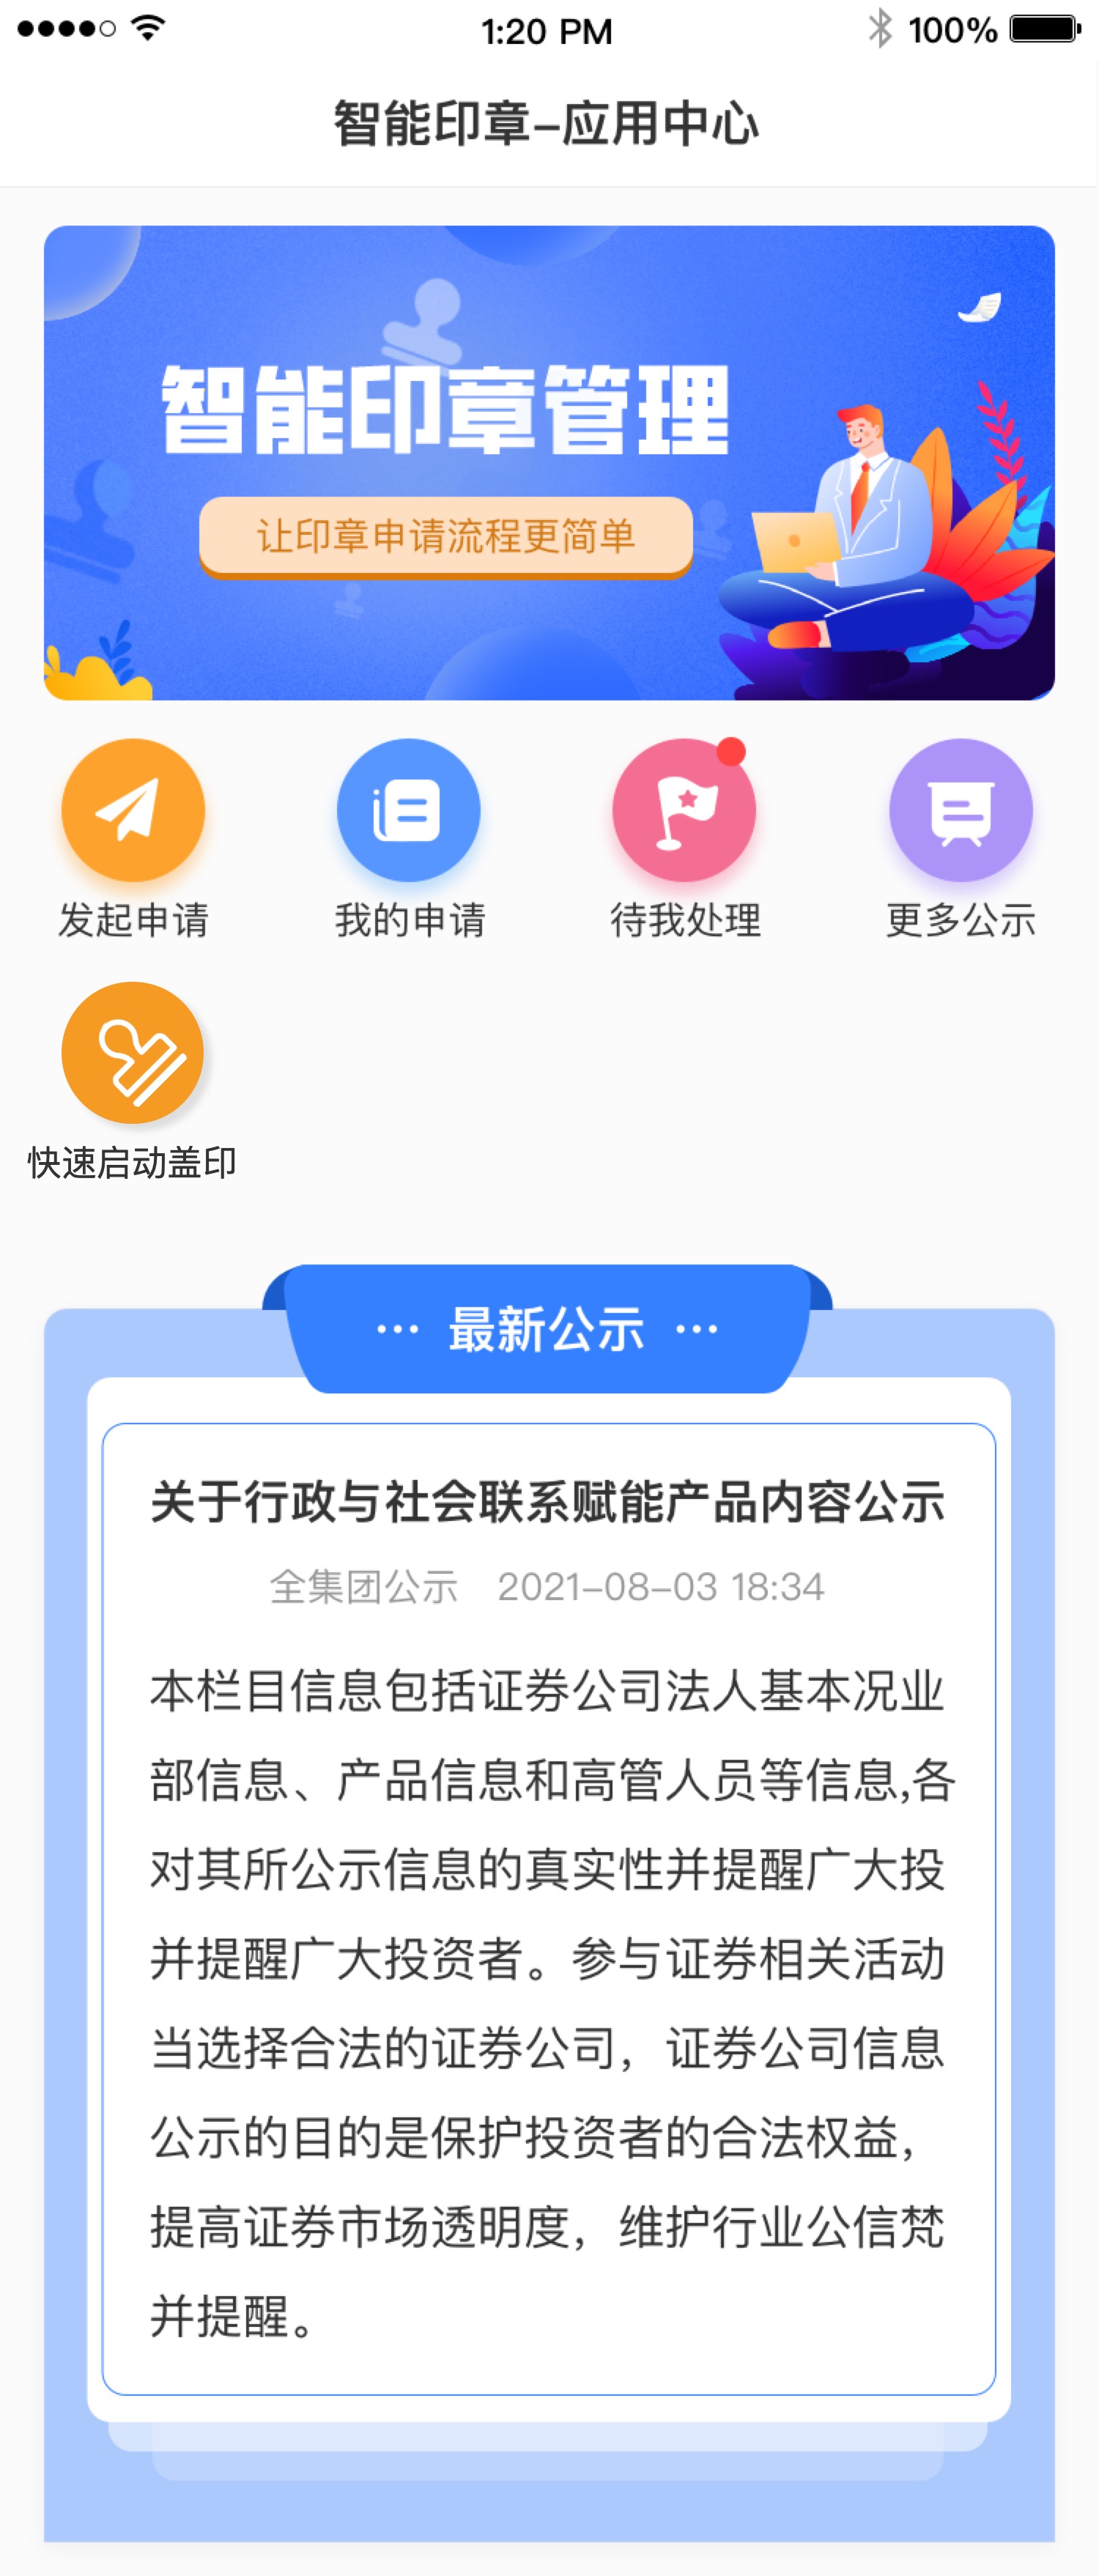 1:20 PM
100%
智能印章–应用中心
智能印章管理
让印章申请流程更简单
发起申请
我的申请
待我处理
更多公示
快速启动盖印
··· 最新公示 ···
关于行政与社会联系赋能产品内容公示
全集团公示 2021–08–03 18:34
本栏目信息包括证券公司法人基本况业
部信息、产品信息和高管人员等信息,各
对其所公示信息的真实性并提醒广大投
并提醒广大投资者。参与证券相关活动
当选择合法的证券公司，证券公司信息
公示的目的是保护投资者的合法权益，
提高证券市场透明度，维护行业公信梵
并提醒。